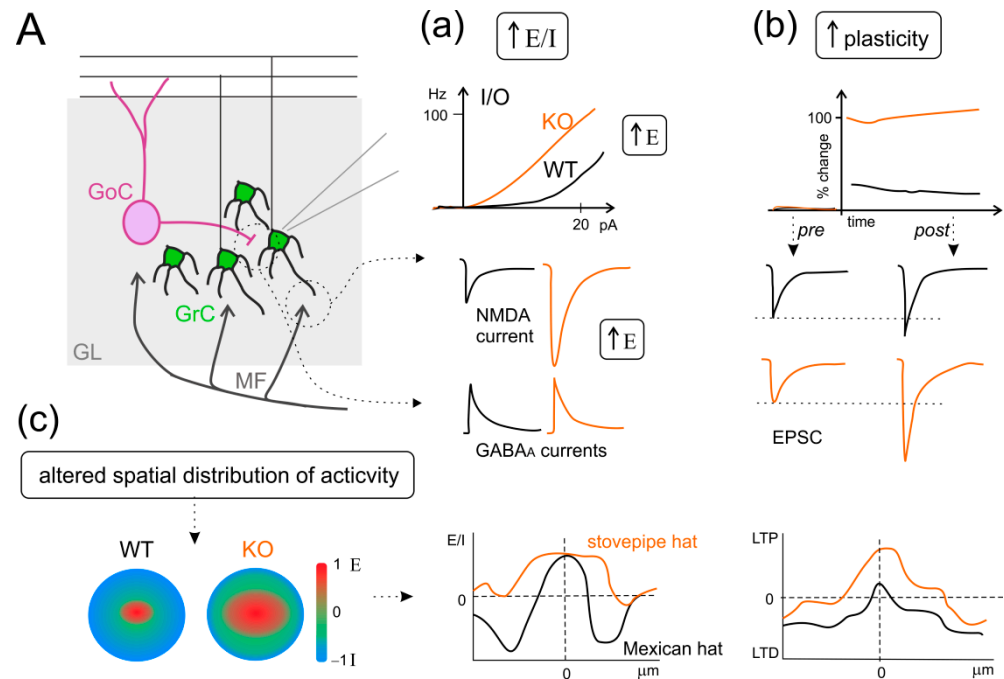 A
GoC
GrC
GL
MF
(a)
↑ E/I
Hz
I/O
100
KO
WT
↑ E
20 pA
NMDA
current
↑ E
GABAA currents
(b)
↑ plasticity
100
% change
time
pre
post
EPSC
(c)
altered spatial distribution of acticvity
WT
KO
1 E
0
–1 I
E/I
stovepipe hat
0
Mexican hat
0
µm
LTP
0
LTD
0
µm